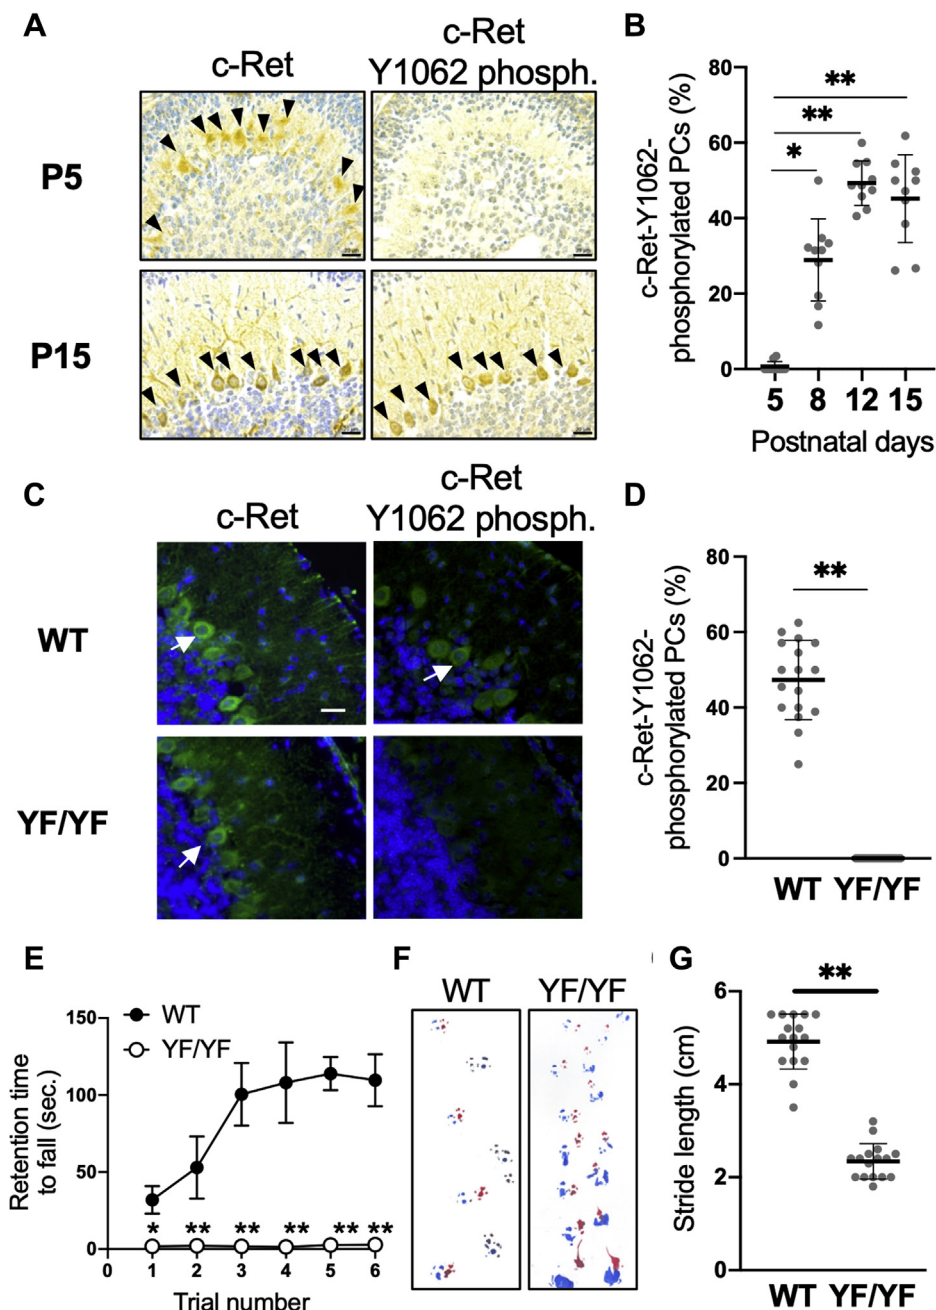 A
c-Ret
c-Ret
Y1062 phosph.
P5
P15
B
c-Ret-Y1062-
phosphorylated PCs (%)
80
60
40
20
0
**
**
*
5 8 12 15
Postnatal days
C
c-Ret
c-Ret
Y1062 phosph.
WT
YF/YF
D
c-Ret-Y1062-
phosphorylated PCs (%)
80
60
40
20
0
**
WT YF/YF
E
Retention time
to fall (sec.)
150
100
50
0
WT
YF/YF
* ** ** ** ** **
0 1 2 3 4 5 6
Trial number
F
WT YF/YF
G
Stride length (cm)
6
4
2
0
**
WT YF/YF